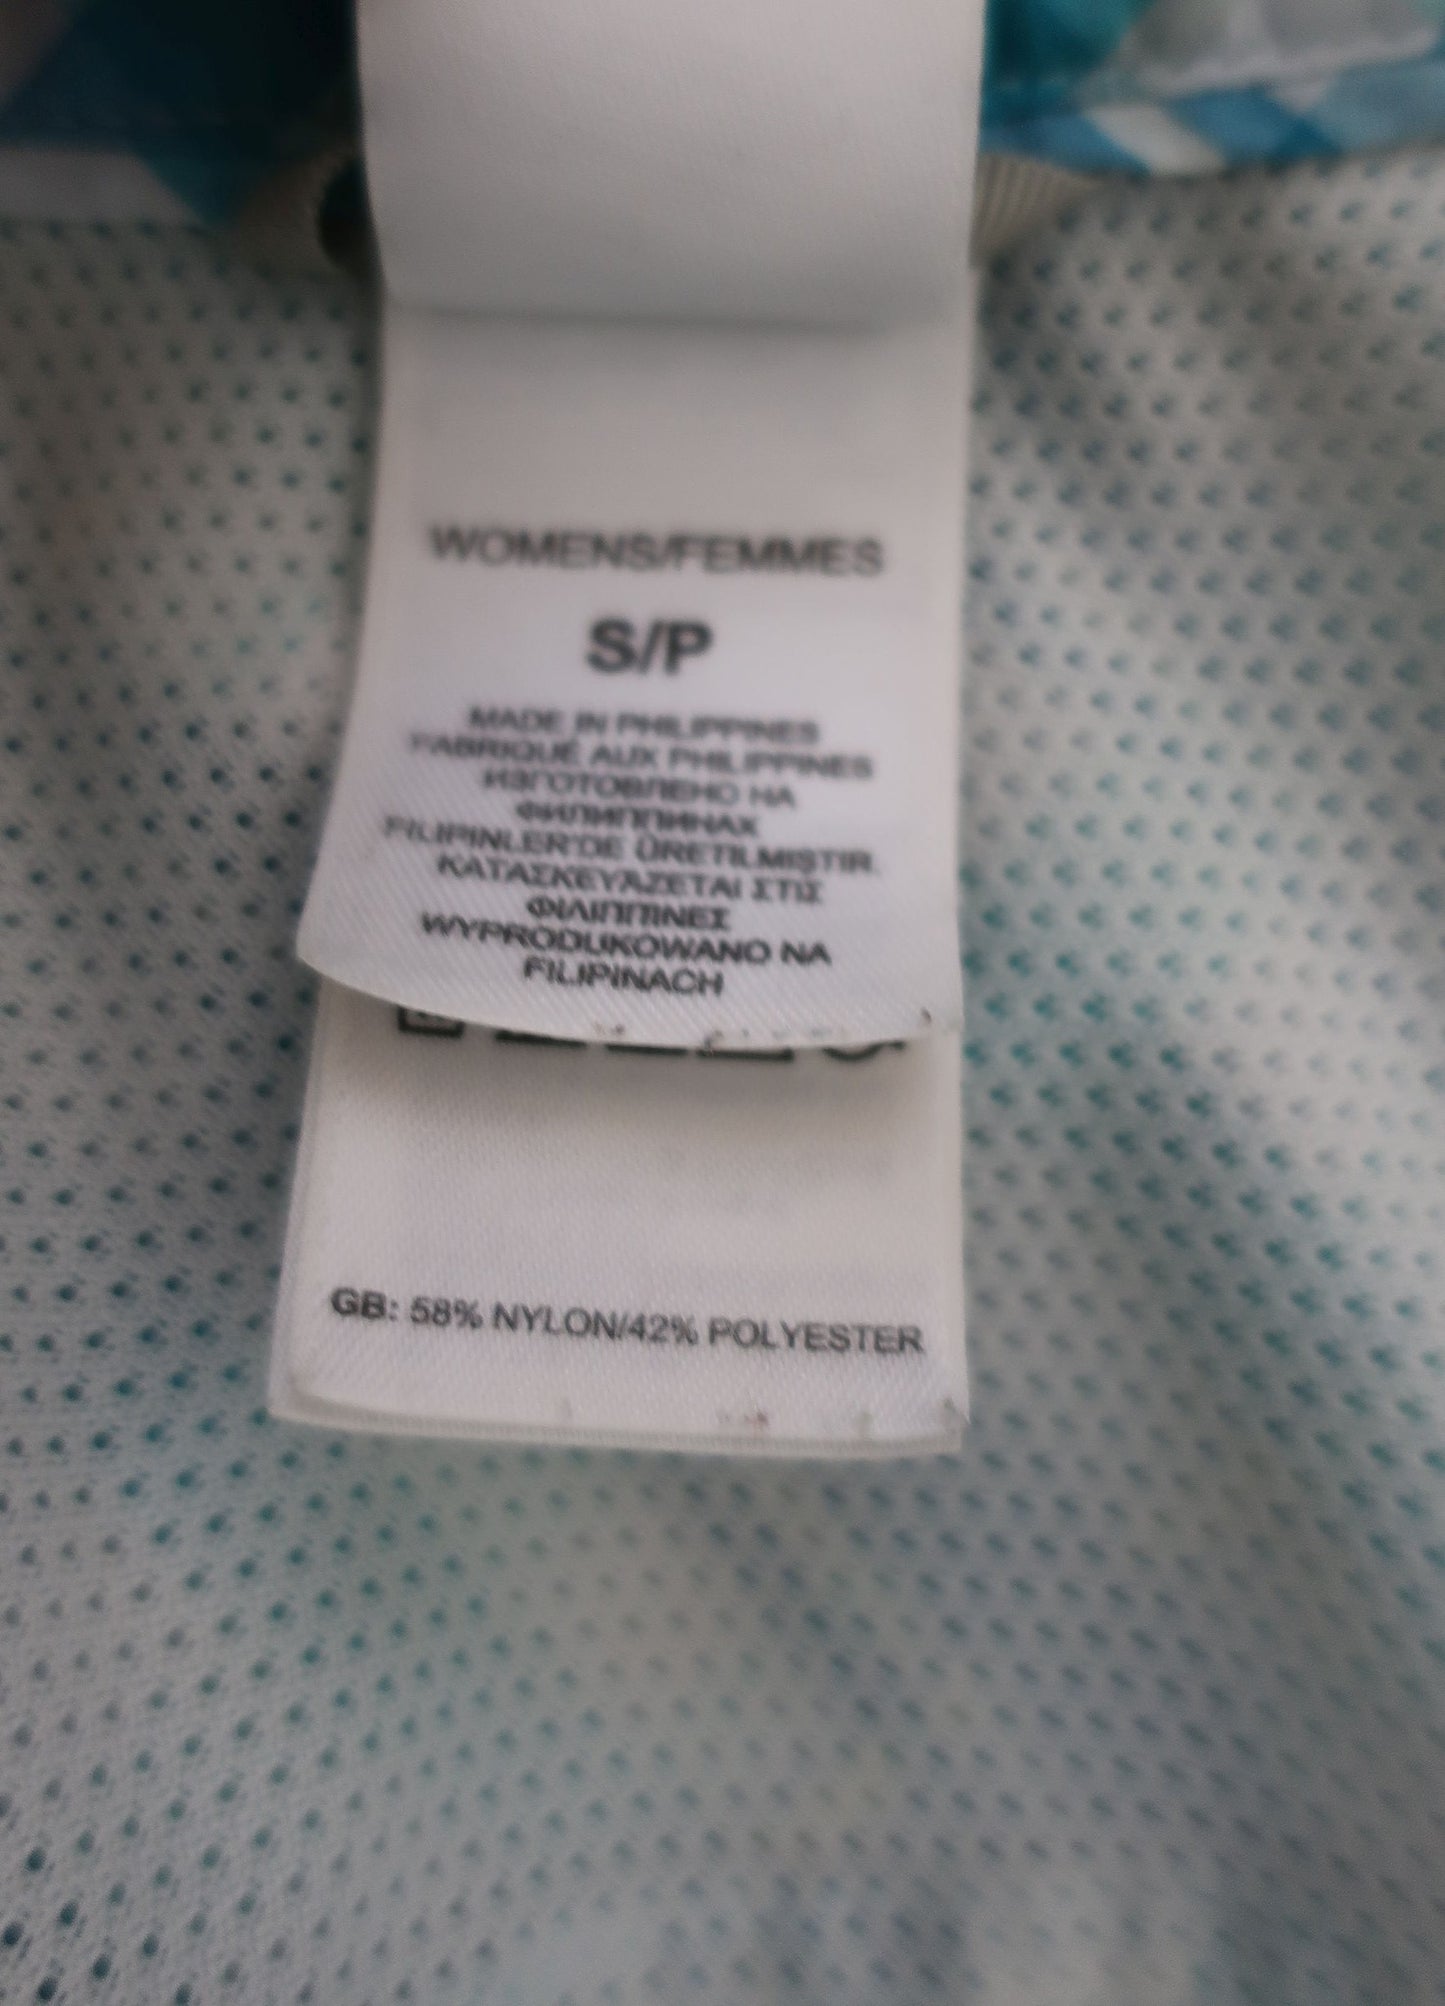 WOMENS/FEMMES
S/P
MADE IN PHILIPPINES
FABRIQUÉ AUX PHILIPPINES
ИЗГОТОВЛЕНО НА
ФИЛИППИНАХ
FILIPINLER'DE ÜRETILMIŞTIR.
ΚΑΤΑΣΚΕΥΆΖΕΤΑΙ ΣΤΙΣ
ΦΙΛΙΠΠΙΝΕΣ
WYPRODUKOWANO NA
FILIPINACH
GB: 58% NYLON/42% POLYESTER